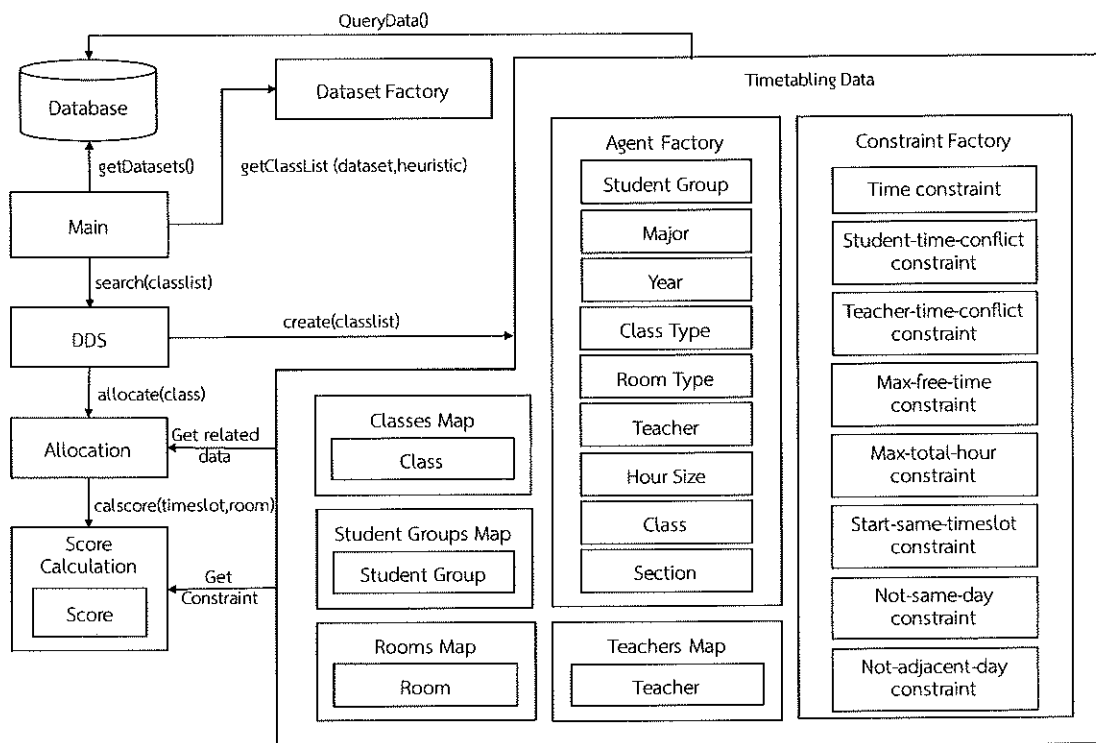 QueryData()
Database
Dataset Factory
getDatasets()
getClassList (dataset,heuristic)
Main
search(classlist)
DDS
create(classlist)
allocate(class)
Allocation
Get related
data
calscore(timeslot,room)
Score
Calculation
Score
Get
Constraint
Timetabling Data
Classes Map
Class
Student Groups Map
Student Group
Rooms Map
Room
Teachers Map
Teacher
Agent Factory
Student Group
Major
Year
Class Type
Room Type
Teacher
Hour Size
Class
Section
Constraint Factory
Time constraint
Student-time-conflict
constraint
Teacher-time-conflict
constraint
Max-free-time
constraint
Max-total-hour
constraint
Start-same-timeslot
constraint
Not-same-day
constraint
Not-adjacent-day
constraint